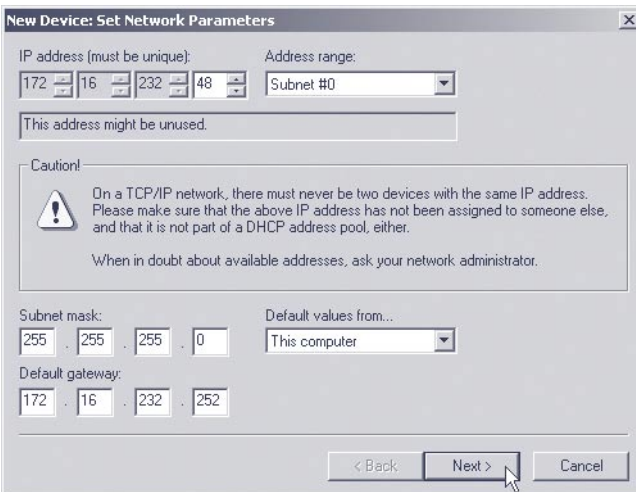 New Device: Set Network Parameters
IP address (must be unique): Address range:
172 16 232 48 Subnet #0
This address might be unused.
Caution!
On a TCP/IP network, there must never be two devices with the same IP address.
Please make sure that the above IP address has not been assigned to someone else,
and that it is not part of a DHCP address pool, either.
When in doubt about available addresses, ask your network administrator.
Subnet mask: Default values from...
255 . 255 . 255 . 0 This computer
Default gateway:
172 . 16 . 232 . 252
< Back Next > Cancel